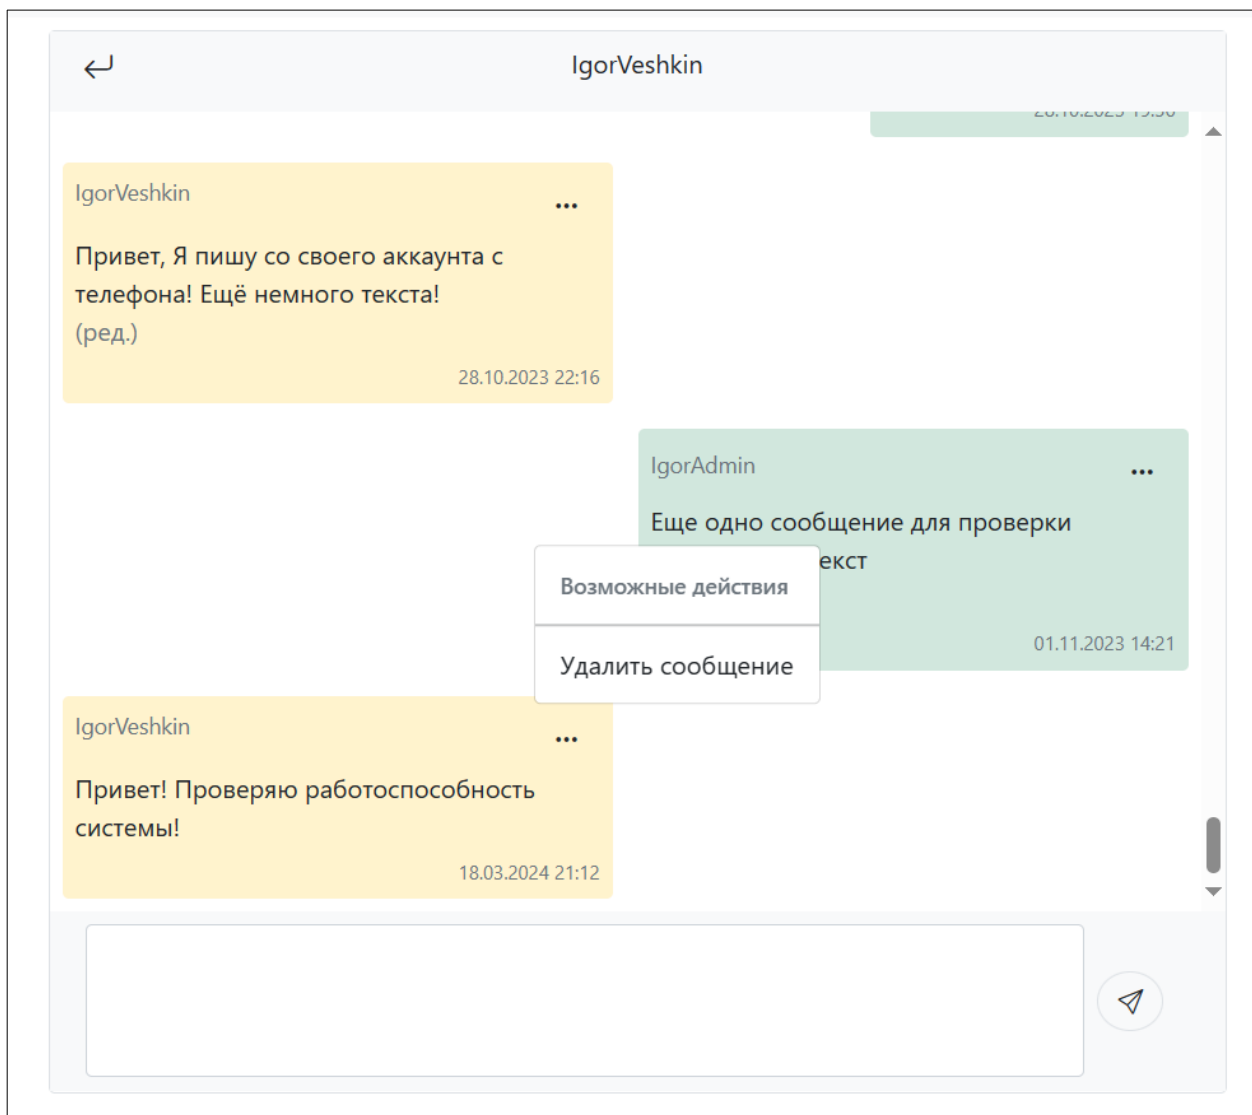 IgorVeshkin
IgorVeshkin
...
Привет, Я пишу со своего аккаунта с
телефона! Ещё немного текста!
(ред.)
28.10.2023 22:16
IgorAdmin
...
Еще одно сообщение для проверки
екст
01.11.2023 14:21
Возможные действия
Удалить сообщение
IgorVeshkin
...
Привет! Проверяю работоспособность
системы!
18.03.2024 21:12